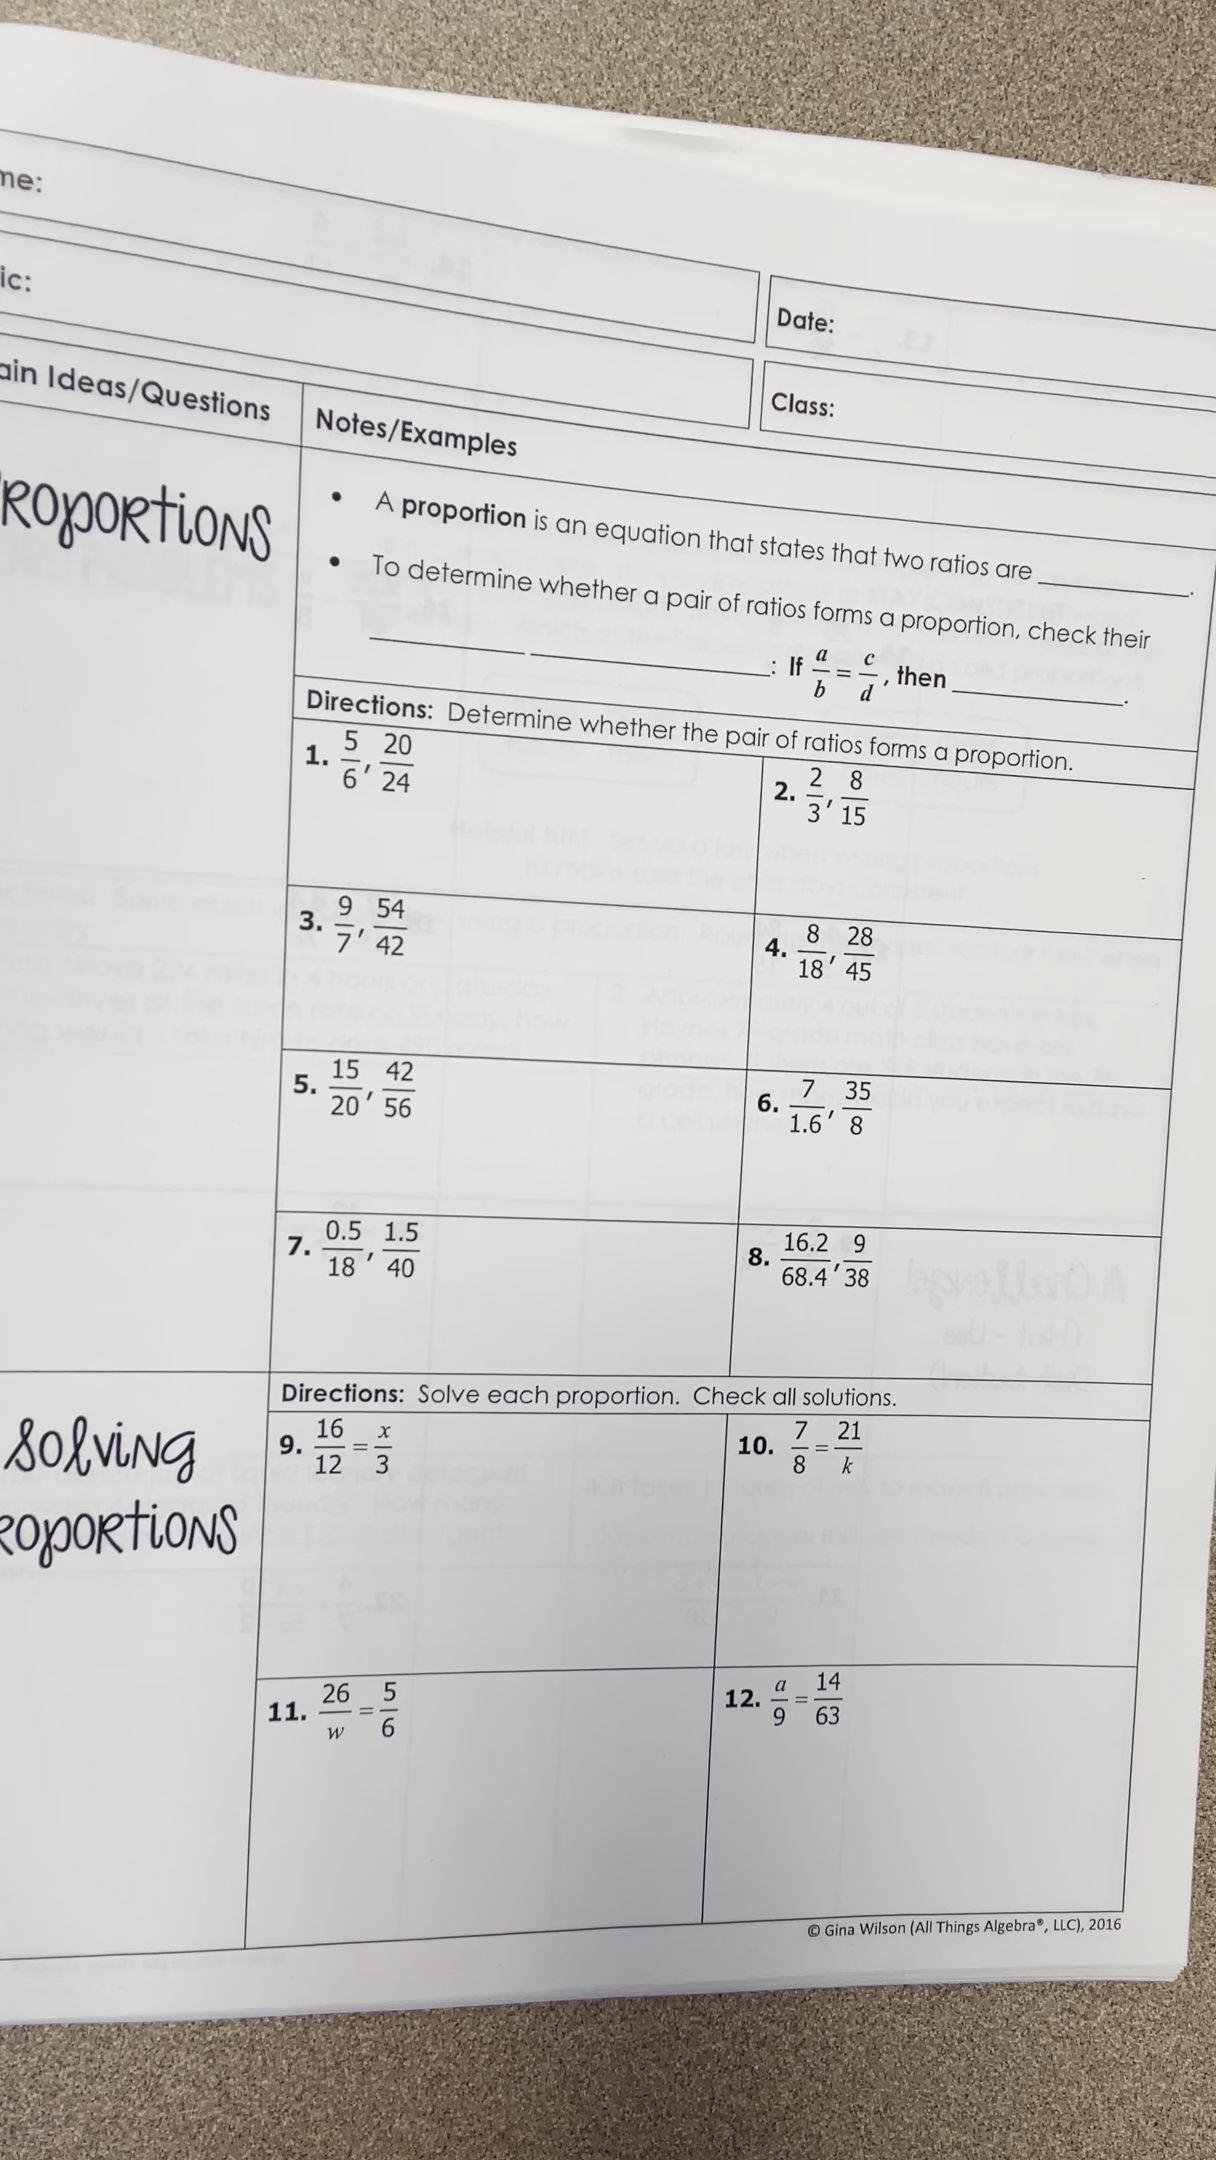 me:
ic:
Date:
Class:
ain Ideas/Questions
Notes/Examples
ROPORTIONS
• A proportion is an equation that states that two ratios are ____________.
• To determine whether a pair of ratios forms a proportion, check their
____________ ____________________: If a/b = c/d, then ______________.
Directions: Determine whether the pair of ratios forms a proportion.
1. 5/6, 20/24
2. 2/3, 8/15
3. 9/7, 54/42
4. 8/18, 28/45
5. 15/20, 42/56
6. 7/1.6, 35/8
7. 0.5/18, 1.5/40
8. 16.2/68.4, 9/38
Solving
ROPORTIONS
Directions: Solve each proportion. Check all solutions.
9. 16/12 = x/3
10. 7/8 = 21/k
11. 26/w = 5/6
12. a/9 = 14/63
© Gina Wilson (All Things Algebra®, LLC), 2016